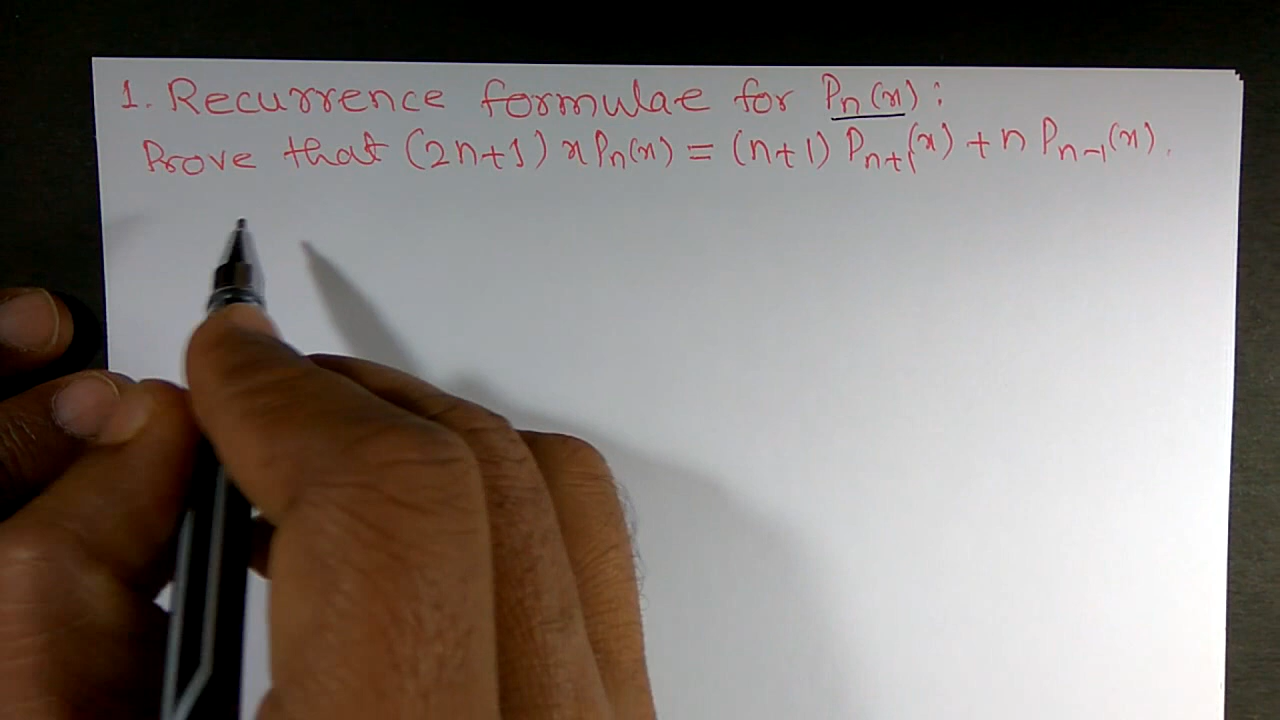 1. Recurrence formulae for Pn(x) :
Prove that (2n+1) x Pn(x) = (n+1) Pn+1(x) + n Pn-1(x).